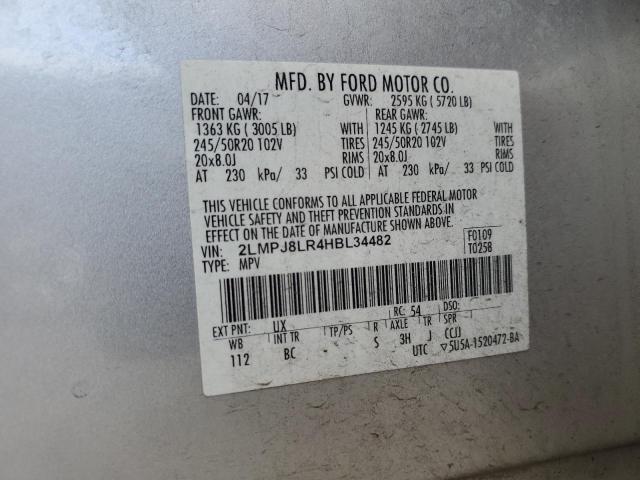 MFD. BY FORD MOTOR CO.
DATE: 04/17 GVWR: 2595 KG ( 5720 LB)
FRONT GAWR: REAR GAWR:
1363 KG ( 3005 LB) WITH 1245 KG ( 2745 LB) WITH
245/50R20 102V TIRES 245/50R20 102V TIRES
20x8.0J RIMS 20x8.0J RIMS
AT 230 kPa/ 33 PSI COLD AT 230 kPa/ 33 PSI COLD
THIS VEHICLE CONFORMS TO ALL APPLICABLE FEDERAL MOTOR
VEHICLE SAFETY AND THEFT PREVENTION STANDARDS IN
EFFECT ON THE DATE OF MANUFACTURE SHOWN ABOVE.
VIN: 2LMPJ8LR4HBL34482 F0109
TYPE: MPV T025B
EXT PNT: UX RC: 54 DSO:
WB INT TR TP/PS R AXLE TR SPR
112 BC S 3H J (CJ)
UTC ▽5U5A-1520472-BA